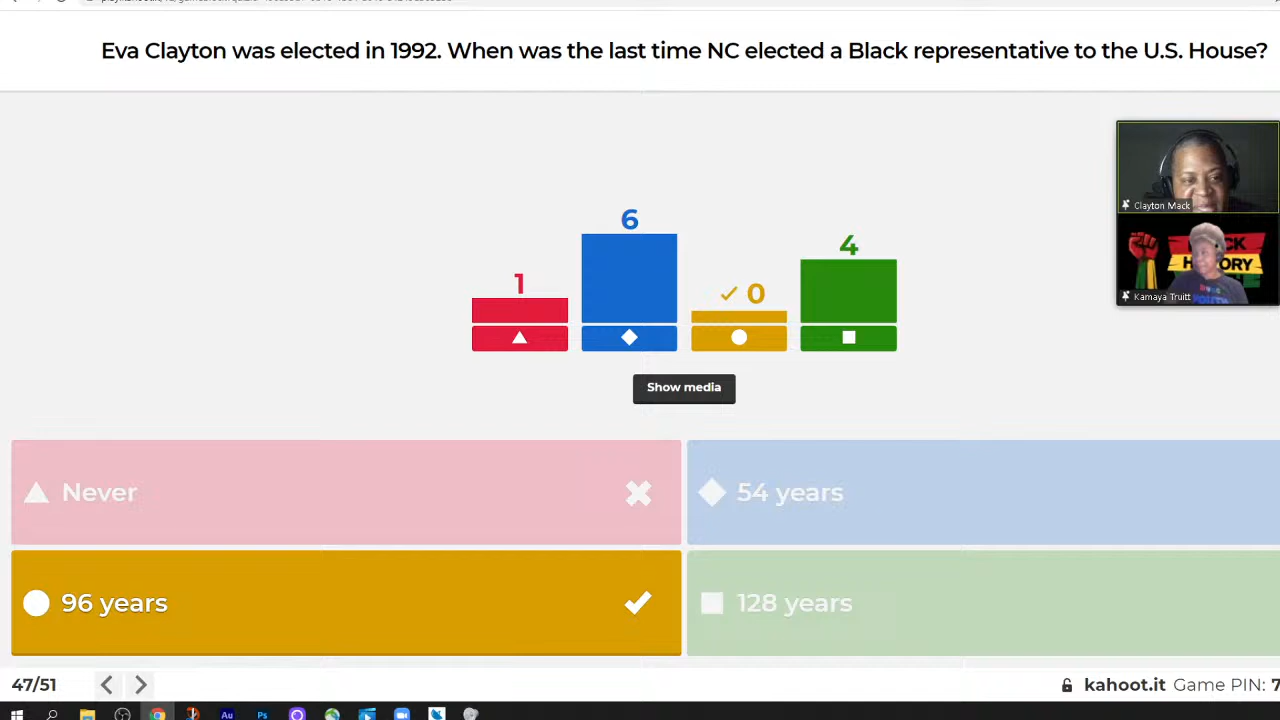 Eva Clayton was elected in 1992. When was the last time NC elected a Black representative to the U.S. House?
Clayton Mack
6
4
1
0
Kamaya Truitt
Show media
Never
54 years
96 years
128 years
47/51
kahoot.it Game PIN: 7
Au
Ps